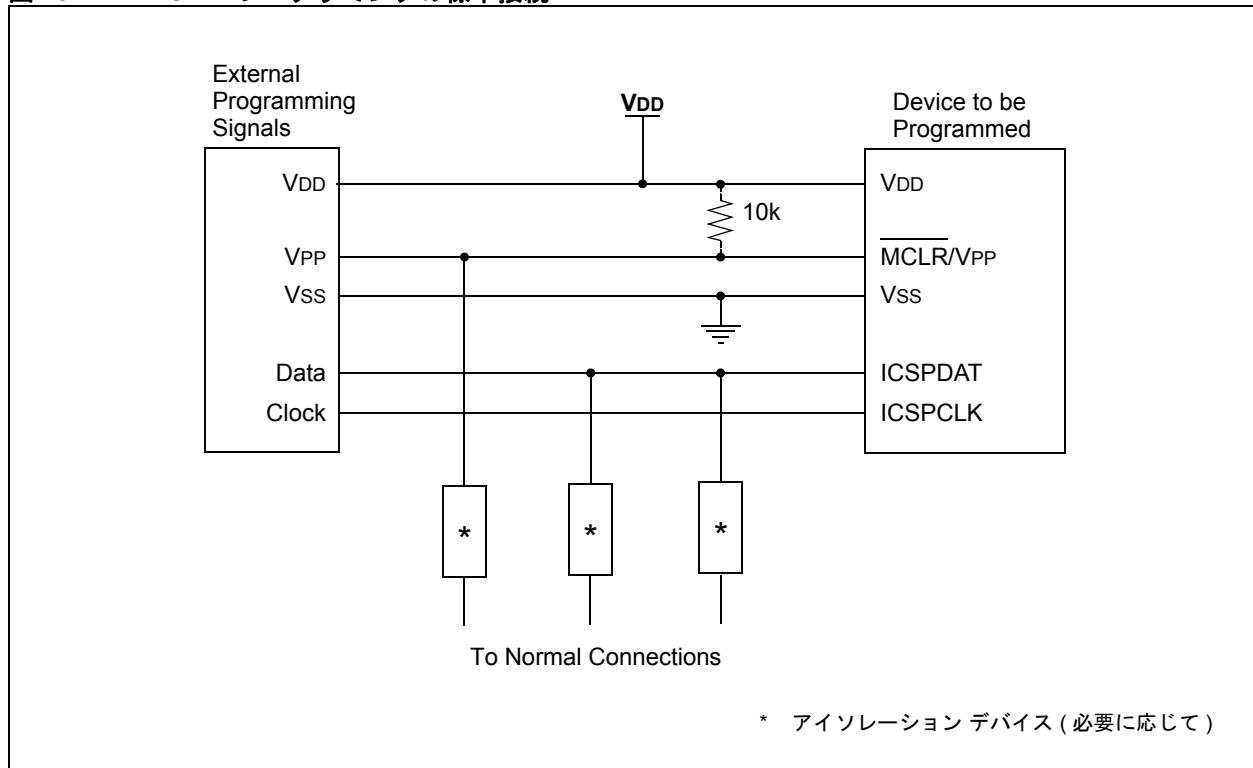 External
Programming
Signals
VDD
Device to be
Programmed
VDD
VDD
10k
VPP
MCLR/VPP
VSS
VSS
Data
ICSPDAT
Clock
ICSPCLK
*
*
*
To Normal Connections
* アイソレーション デバイス ( 必要に応じて )